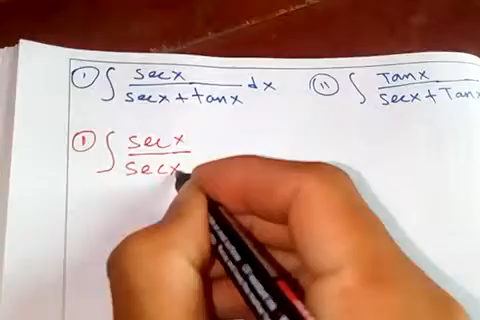 ① ∫ secx / secx + tanx dx  ⑪ ∫ Tanx / secx + Tanx
① ∫ secx / secx